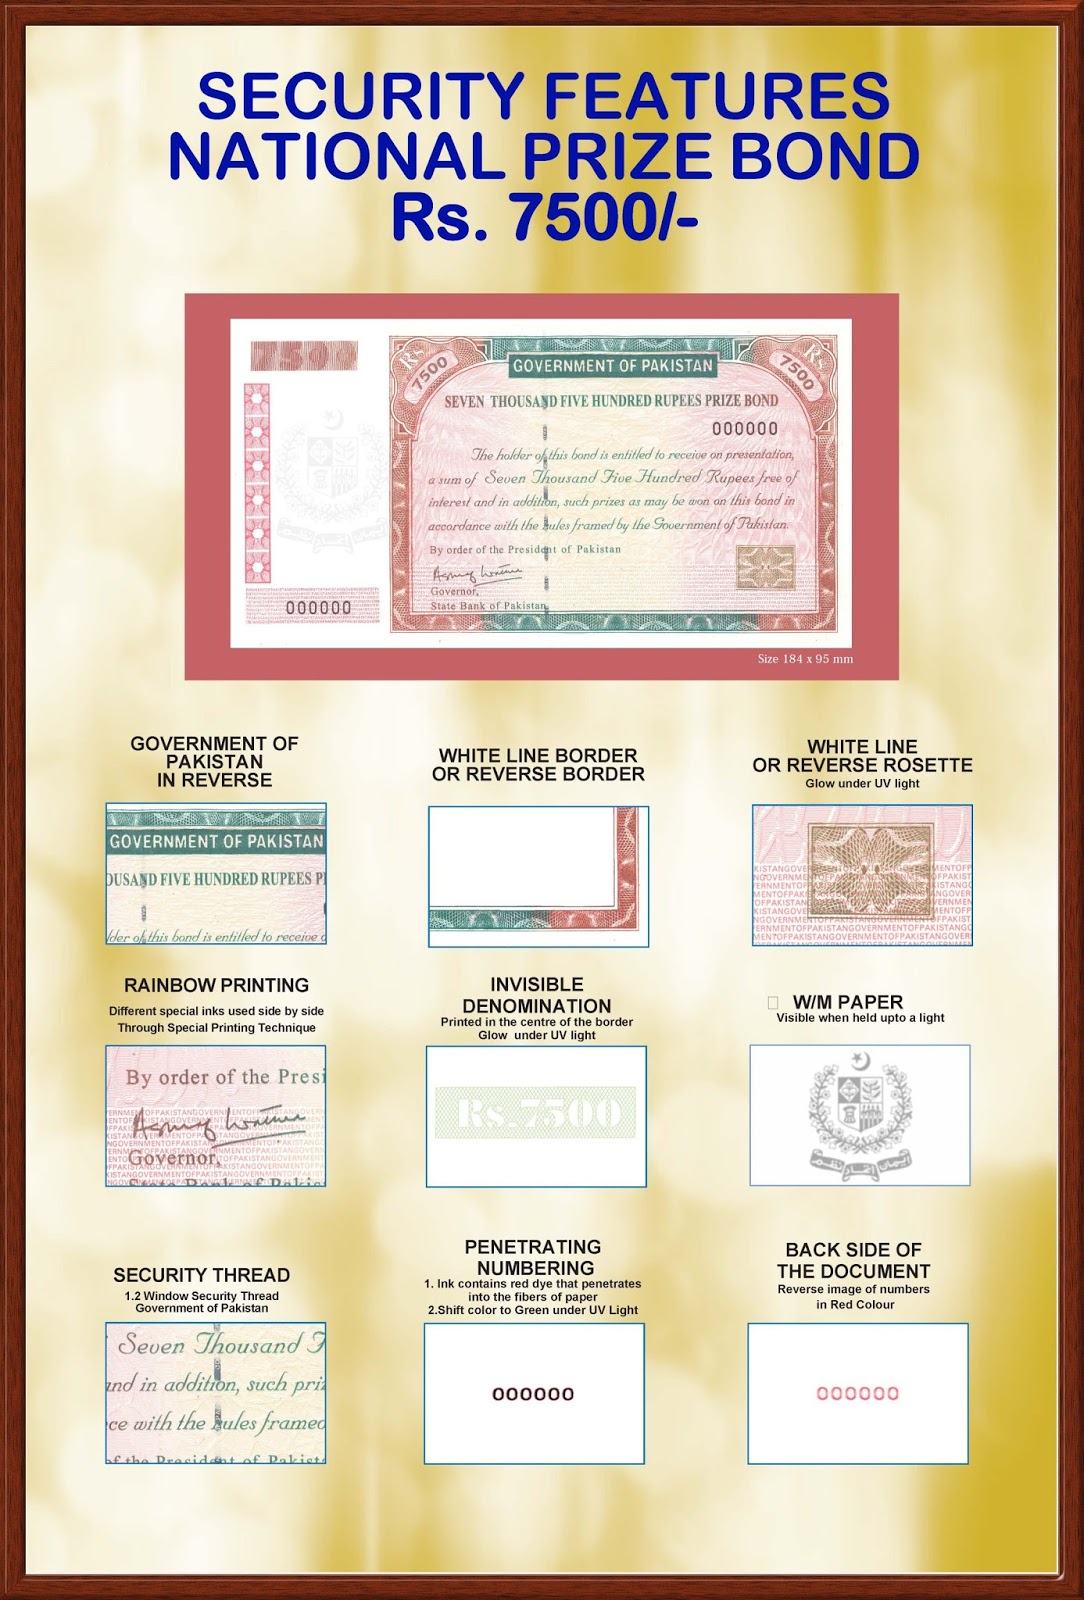 SECURITY FEATURES
NATIONAL PRIZE BOND
Rs. 7500/-
Rs 7500
GOVERNMENT OF PAKISTAN
Rs 7500
SEVEN THOUSAND FIVE HUNDRED RUPEES PRIZE BOND
000000
The holder of this bond is entitled to receive on presentation,
a sum of Seven Thousand Five Hundred Rupees free of
interest and in addition, such prizes as may be won on this bond in
accordance with the Rules framed by the Government of Pakistan.
By order of the President of Pakistan
Governor,
State Bank of Pakistan
000000
Size 184 x 95 mm
GOVERNMENT OF
PAKISTAN
IN REVERSE
GOVERNMENT OF PAKISTAN
OUSAND FIVE HUNDRED RUPEES P
lder of this bond is entitled to receive o
WHITE LINE BORDER
OR REVERSE BORDER
WHITE LINE
OR REVERSE ROSETTE
Glow under UV light
RAINBOW PRINTING
Different special inks used side by side
Through Special Printing Technique
By order of the Presi
Governor,
State Bank of Pakis
INVISIBLE
DENOMINATION
Printed in the centre of the border
Glow under UV light
Rs.7500
W/M PAPER
Visible when held upto a light
SECURITY THREAD
1.2 Window Security Thread
Government of Pakistan
Seven Thousand F
and in addition, such priz
ce with the Rules framed
of the President of Pakist
PENETRATING
NUMBERING
1. Ink contains red dye that penetrates
into the fibers of paper
2.Shift color to Green under UV Light
000000
BACK SIDE OF
THE DOCUMENT
Reverse image of numbers
in Red Colour
000000